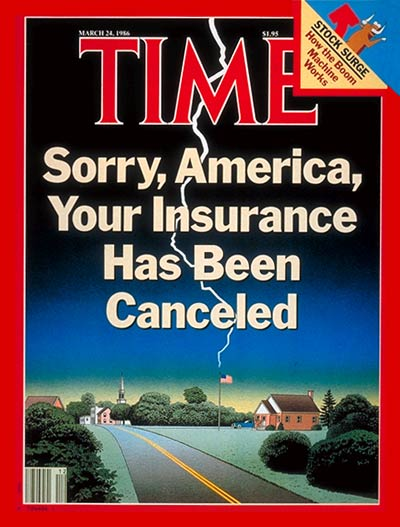 MARCH 24, 1986
$1.95
TIME
STOCK SURGE
How the Boom
Machine
Works
Sorry, America,
Your Insurance
Has Been
Canceled
12